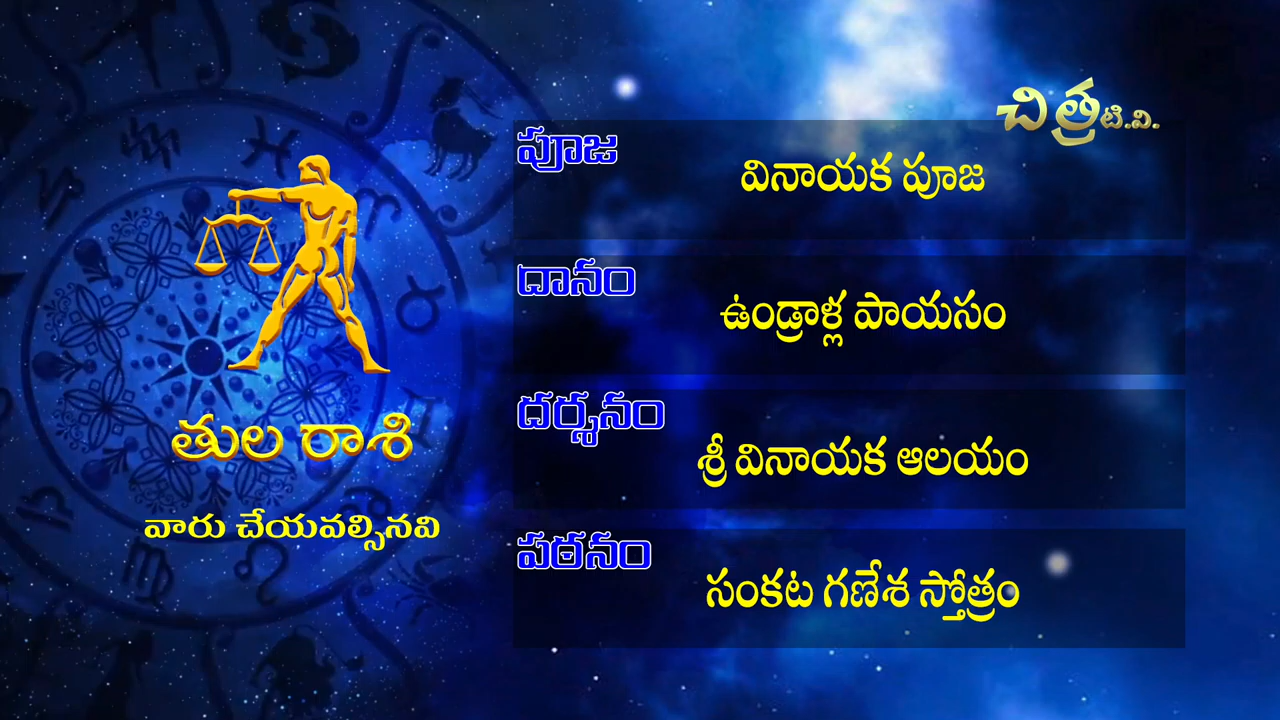 చిత్ర టి.వి.
పూజ
వినాయక పూజ
దానం
ఉండ్రాళ్ల పాయసం
దర్శనం
శ్రీ వినాయక ఆలయం
పఠనం
సంకట గణేశ స్తోత్రం
తుల రాశి
వారు చేయవల్సినవి